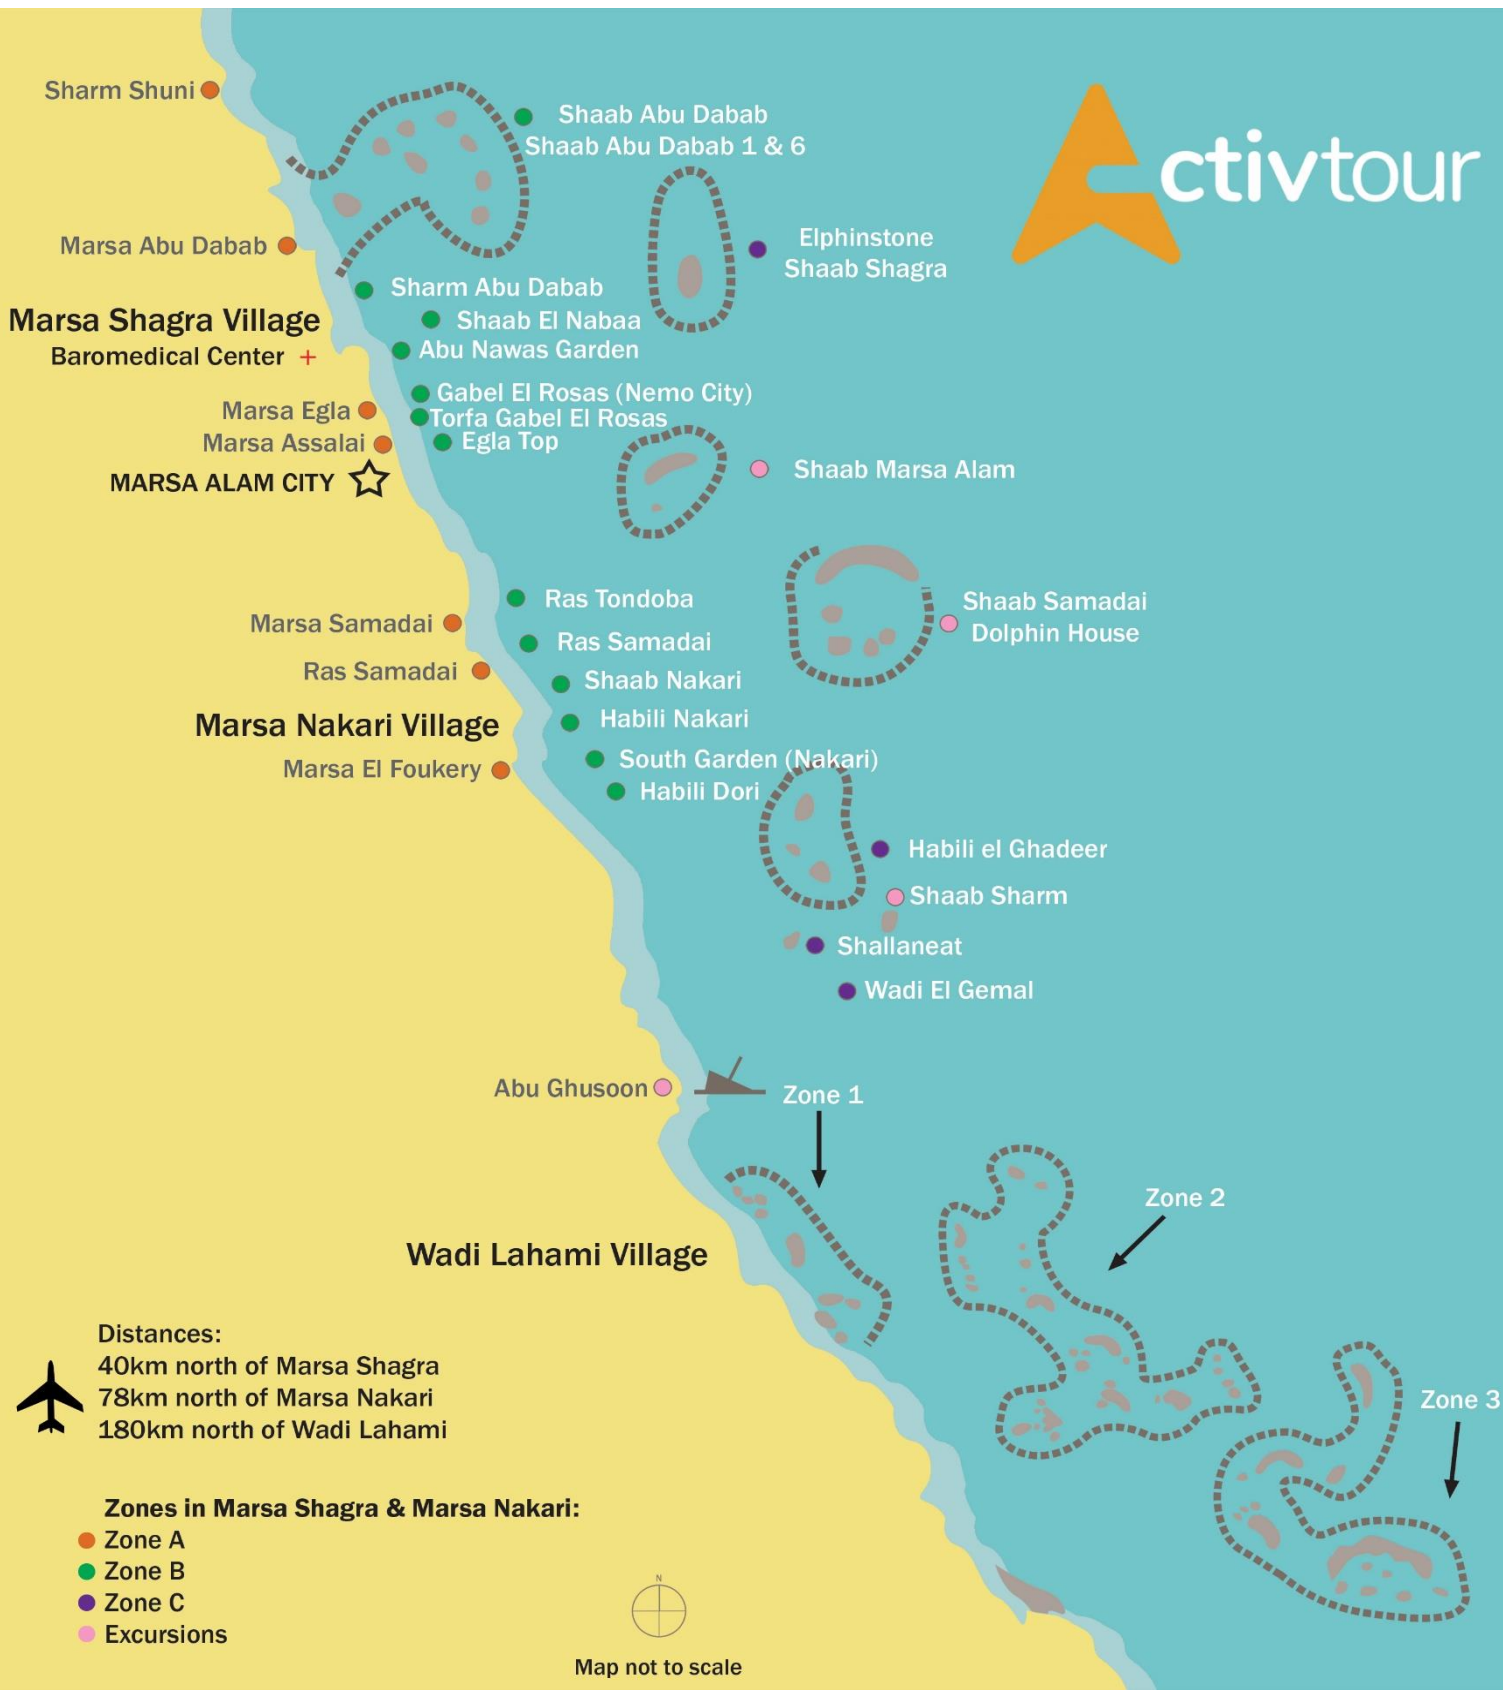 Sharm Shuni
Shaab Abu Dabab
Shaab Abu Dabab 1 & 6
ctivtour
Marsa Abu Dabab
Elphinstone
Shaab Shagra
Sharm Abu Dabab
Marsa Shagra Village
Shaab El Nabaa
Baromedical Center +
Abu Nawas Garden
Gabel El Rosas (Nemo City)
Marsa Egla
Torfa Gabel El Rosas
Marsa Assalai
Egla Top
MARSA ALAM CITY
Shaab Marsa Alam
Ras Tondoba
Shaab Samadai
Dolphin House
Marsa Samadai
Ras Samadai
Ras Samadai
Shaab Nakari
Marsa Nakari Village
Habili Nakari
South Garden (Nakari)
Marsa El Foukery
Habili Dori
Habili el Ghadeer
Shaab Sharm
Shallaneat
Wadi El Gemal
Abu Ghusoon
Zone 1
Zone 2
Wadi Lahami Village
Distances:
40km north of Marsa Shagra
78km north of Marsa Nakari
180km north of Wadi Lahami
Zone 3
Zones in Marsa Shagra & Marsa Nakari:
Zone A
Zone B
Zone C
Excursions
N
Map not to scale